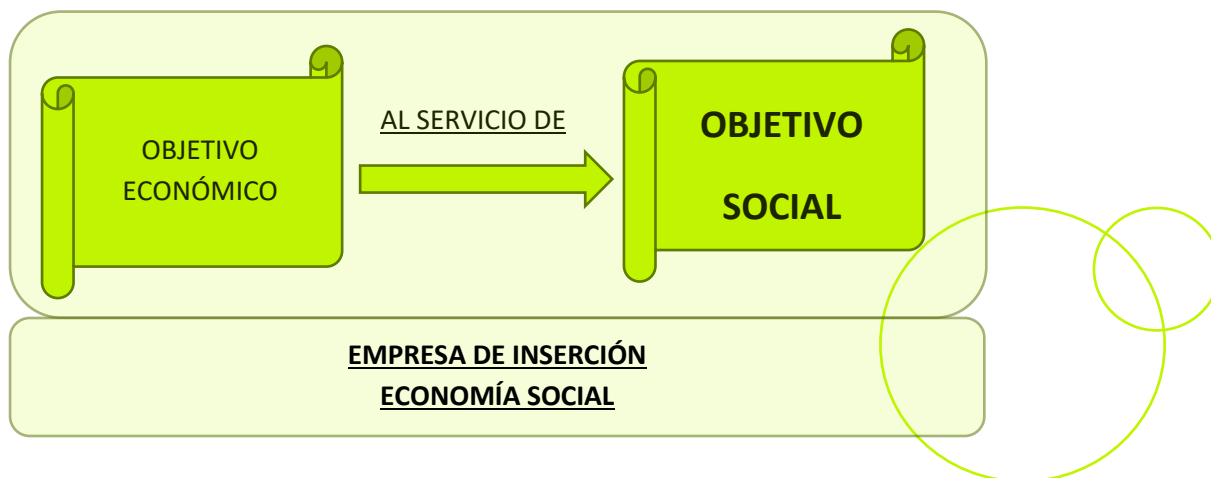 OBJETIVO
ECONÓMICO
AL SERVICIO DE
OBJETIVO
SOCIAL
EMPRESA DE INSERCIÓN
ECONOMÍA SOCIAL